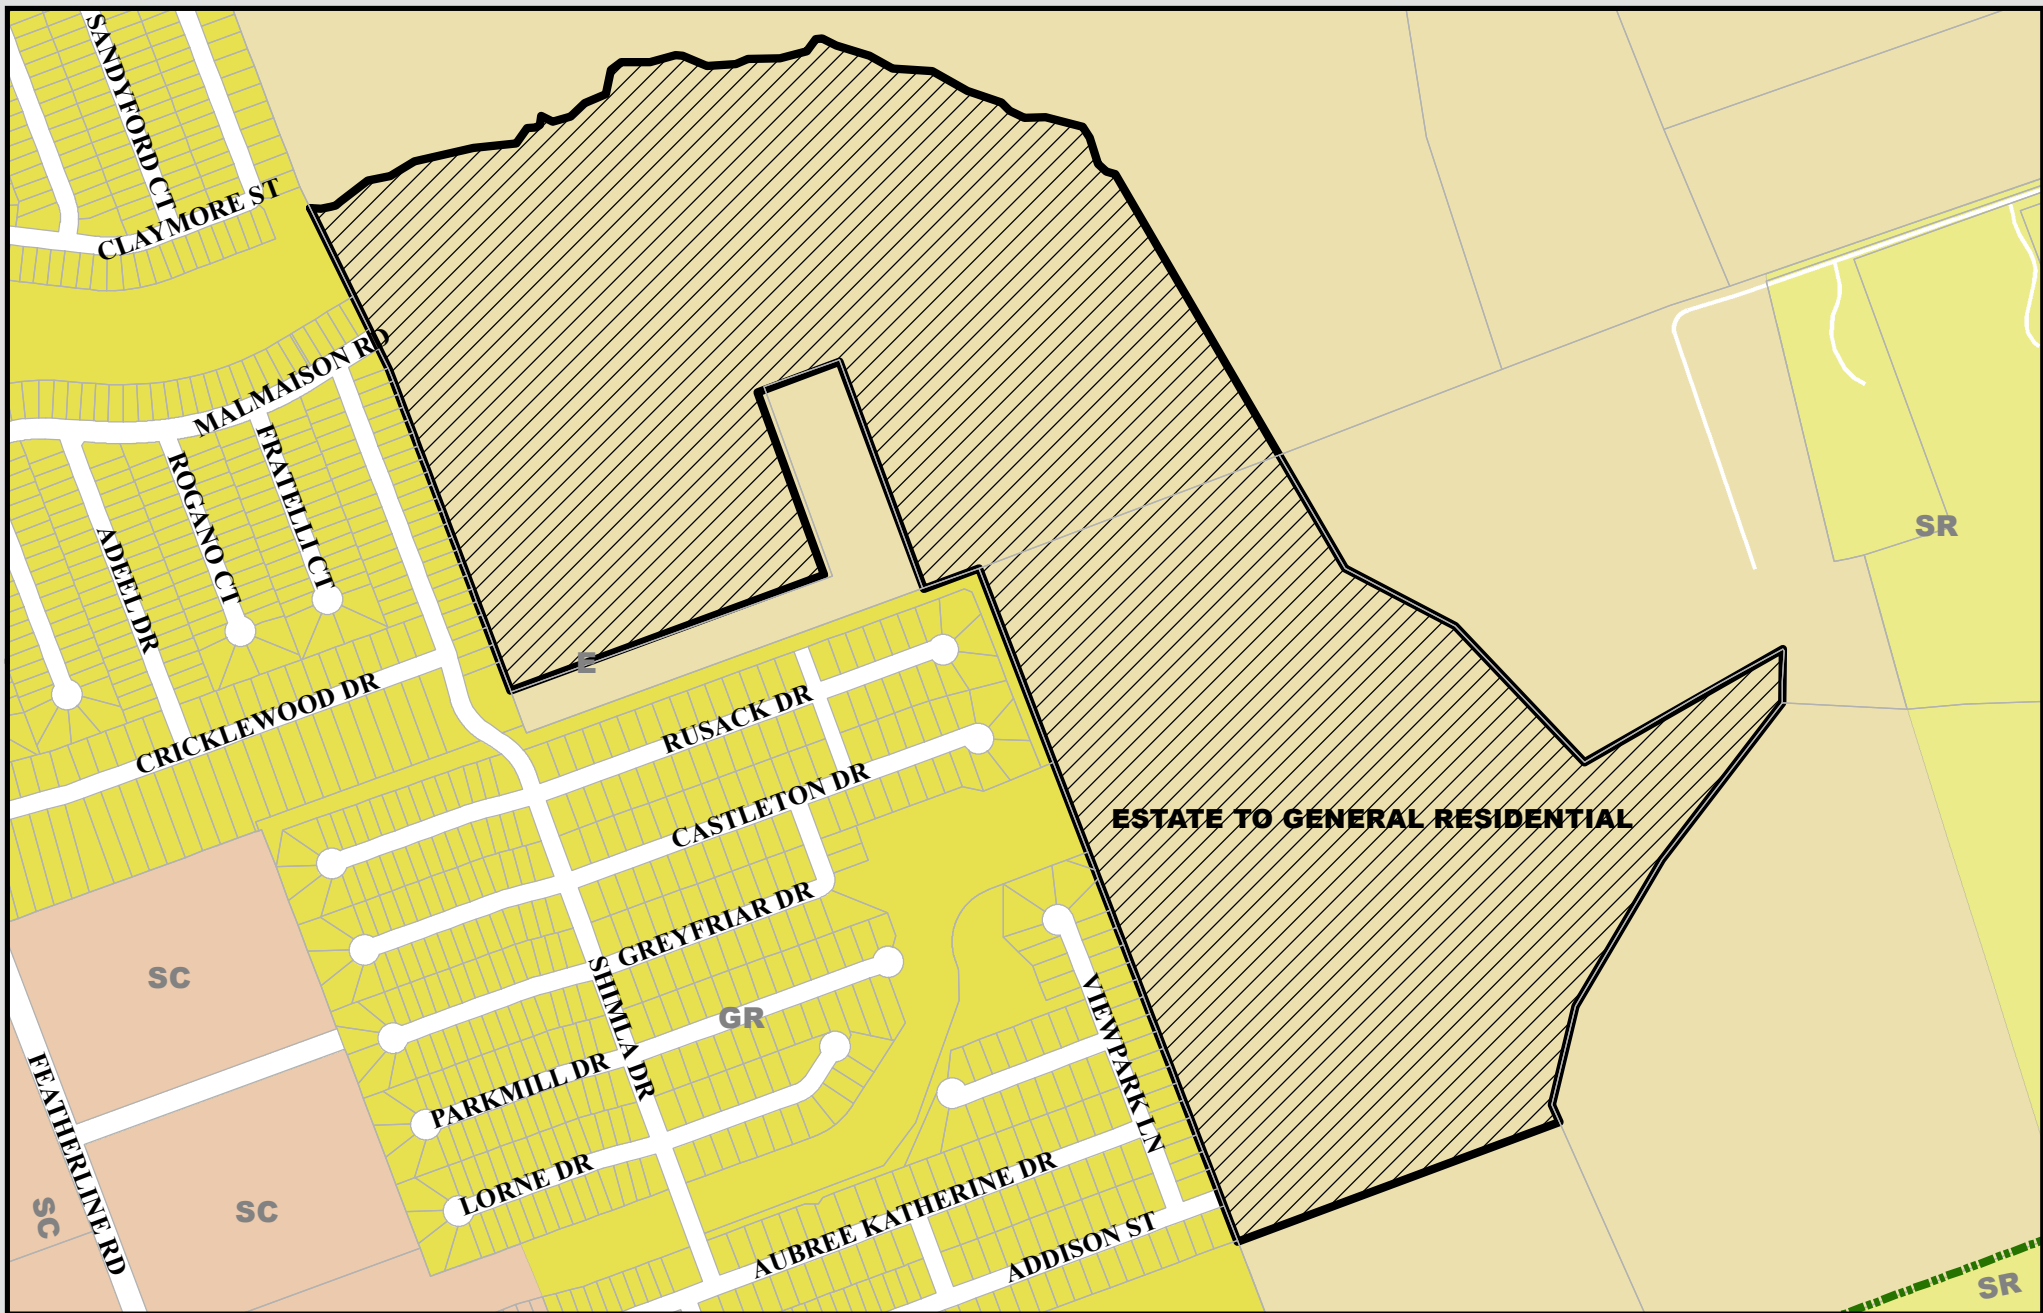 SANDYFORD CT
CLAYMORE ST
MALMAISON RD
FRATELLI CT
ROGANO CT
ADEEL DR
SR
E
CRICKLEWOOD DR
RUSACK DR
CASTLETON DR
ESTATE TO GENERAL RESIDENTIAL
GREYFRIAR DR
SC
SHIMLA DR
GR
VIEWPARK LN
PARKMILL DR
FEATHERLINE RD
LORNE DR
SC
SC
AUBREE KATHERINE DR
ADDISON ST
SR